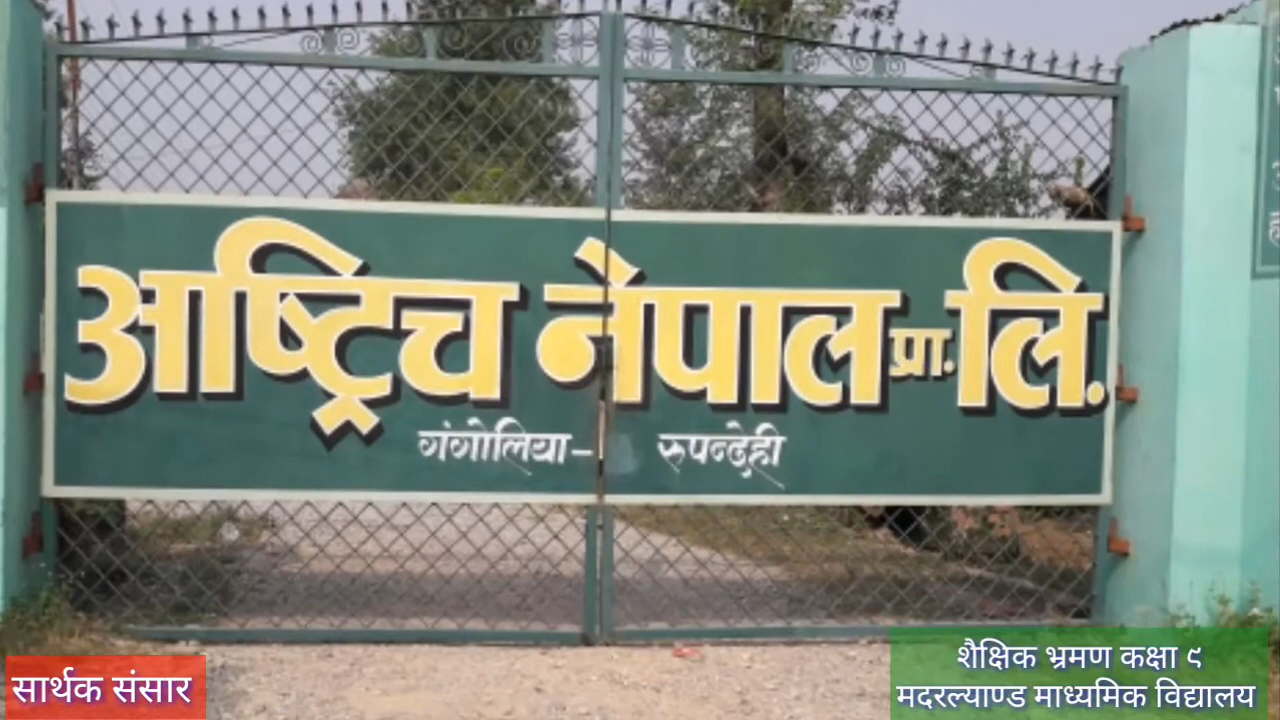 अष्ट्रिच नेपाल प्रा. लि.
गंगोलिया- रुपन्देही
सार्थक संसार
शैक्षिक भ्रमण कक्षा ९
मदरल्याण्ड माध्यमिक विद्यालय